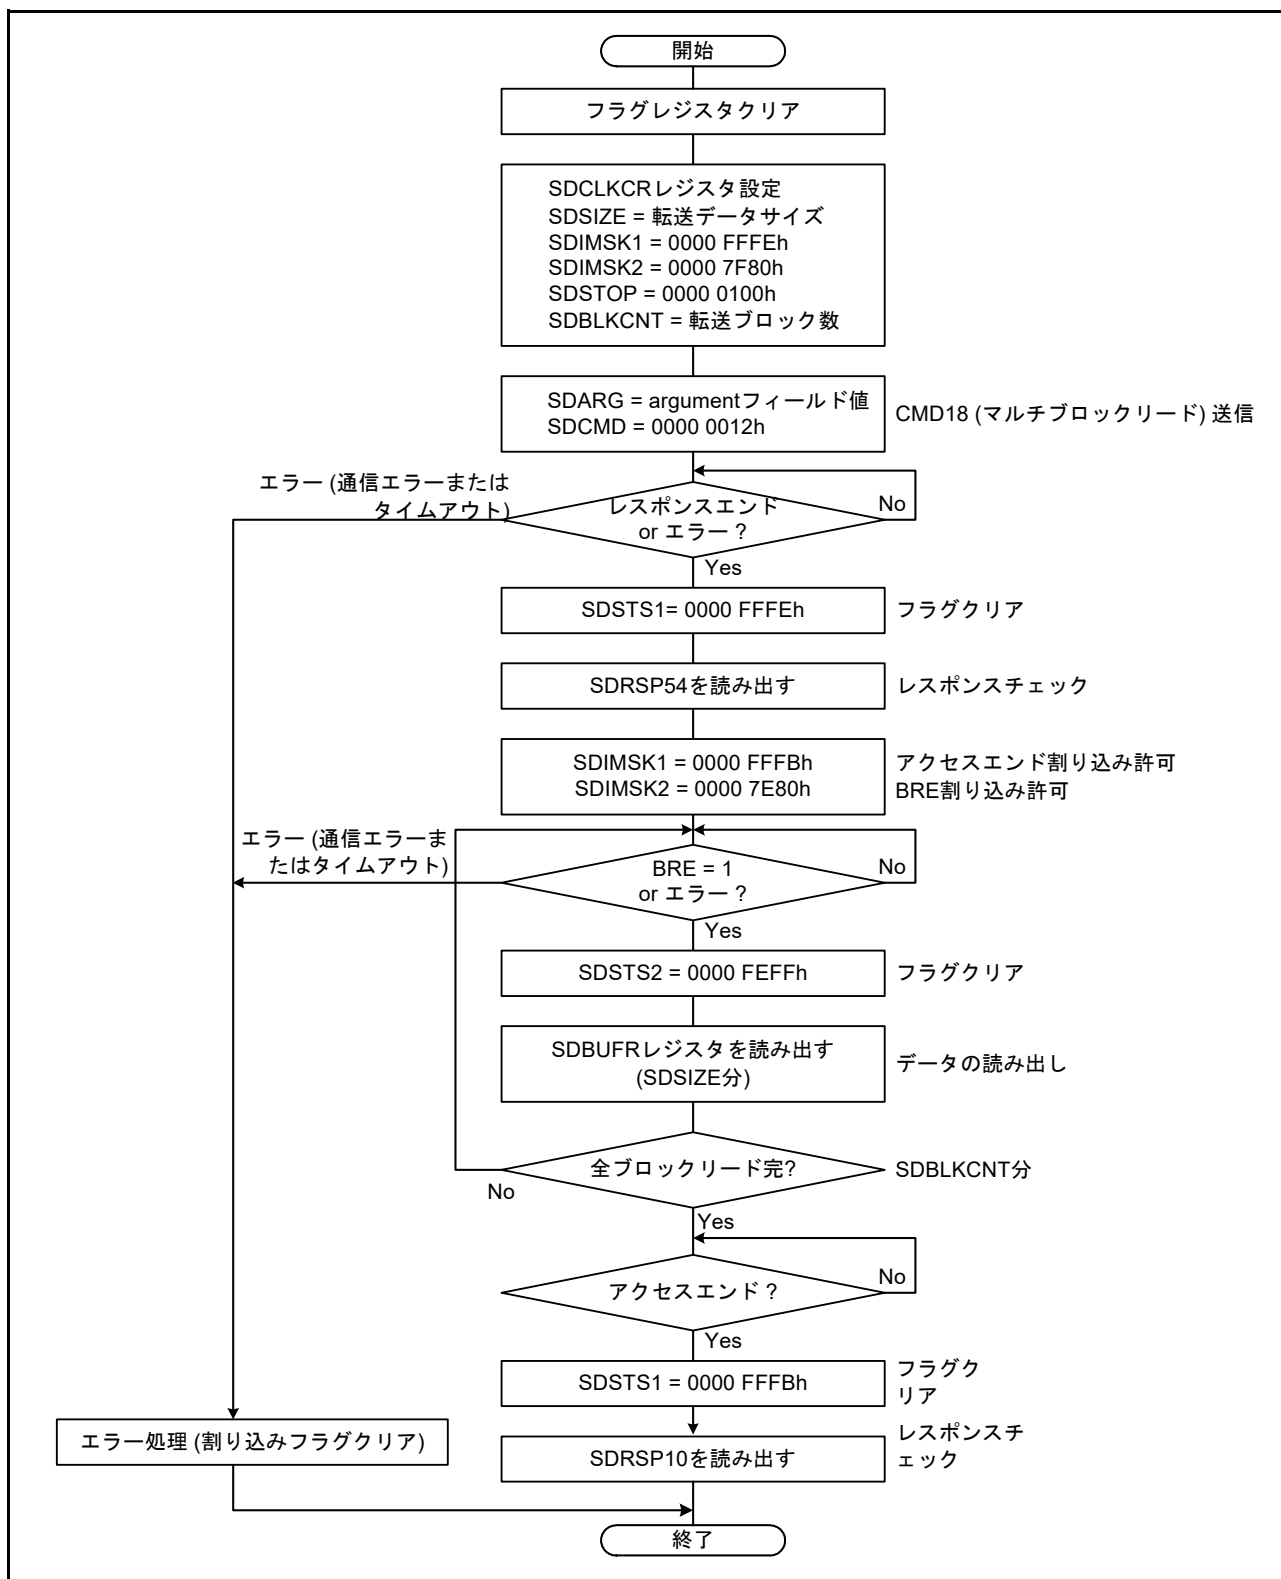 開始
フラグレジスタクリア
SDCLKCRレジスタ設定
SDSIZE = 転送データサイズ
SDIMSK1 = 0000 FFFEh
SDIMSK2 = 0000 7F80h
SDSTOP = 0000 0100h
SDBLKCNT = 転送ブロック数
SDARG = argumentフィールド値
SDCMD = 0000 0012h
CMD18 (マルチブロックリード) 送信
エラー (通信エラーまたは
タイムアウト)
レスポンスエンド
or エラー ?
No
Yes
SDSTS1= 0000 FFFEh
フラグクリア
SDRSP54を読み出す
レスポンスチェック
SDIMSK1 = 0000 FFFBh
SDIMSK2 = 0000 7E80h
アクセスエンド割り込み許可
BRE割り込み許可
エラー (通信エラーま
たはタイムアウト)
BRE = 1
or エラー ?
No
Yes
SDSTS2 = 0000 FEFFh
フラグクリア
SDBUFRレジスタを読み出す
(SDSIZE分)
データの読み出し
全ブロックリード完?
SDBLKCNT分
No
Yes
アクセスエンド ?
No
Yes
SDSTS1 = 0000 FFFBh
フラグク
リア
エラー処理 (割り込みフラグクリア)
SDRSP10を読み出す
レスポンスチ
ェック
終了